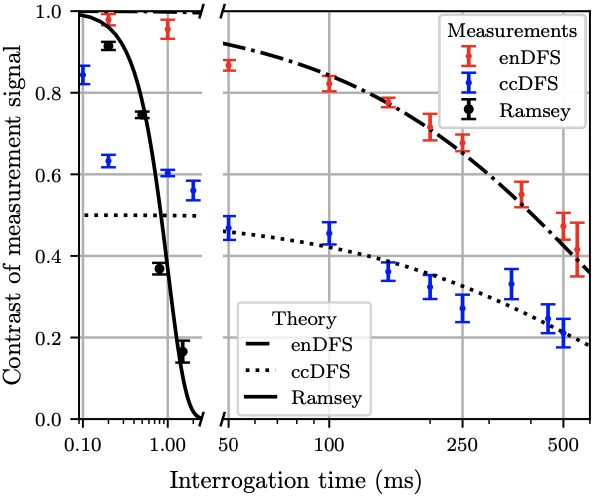 Contrast of measurement signal
1.0
0.8
0.6
0.4
0.2
0.0
Measurements
enDFS
ccDFS
Ramsey
Theory
enDFS
ccDFS
Ramsey
0.10 1.00 50 100 250 500
Interrogation time (ms)